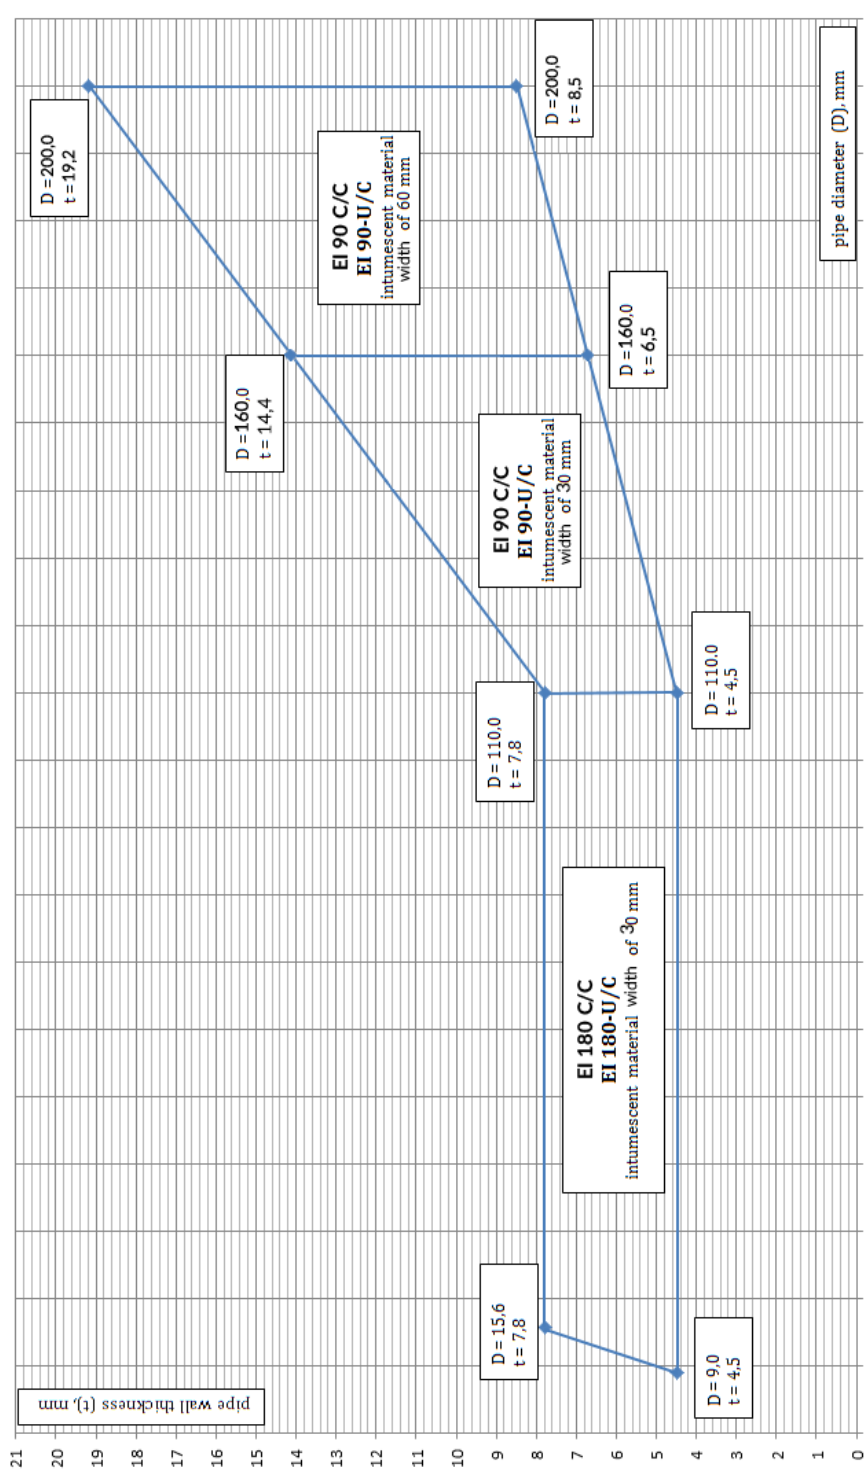 pipe wall thickness (t), mm
21
20
19
18
17
16
15
14
13
12
11
10
9
8
7
6
5
4
3
2
1
0
D = 200,0
t = 19,2
D = 160,0
t = 14,4
EI 90 C/C
EI 90-U/C
intumescent material
width of 60 mm
D = 15,6
t = 7,8
D = 110,0
t = 7,8
EI 90 C/C
EI 90-U/C
intumescent material
width of 30 mm
D = 200,0
t = 8,5
EI 180 C/C
EI 180-U/C
intumescent material width of 30 mm
D = 160,0
t = 6,5
D = 9,0
t = 4,5
D = 110.0
t = 4,5
pipe diameter (D), mm